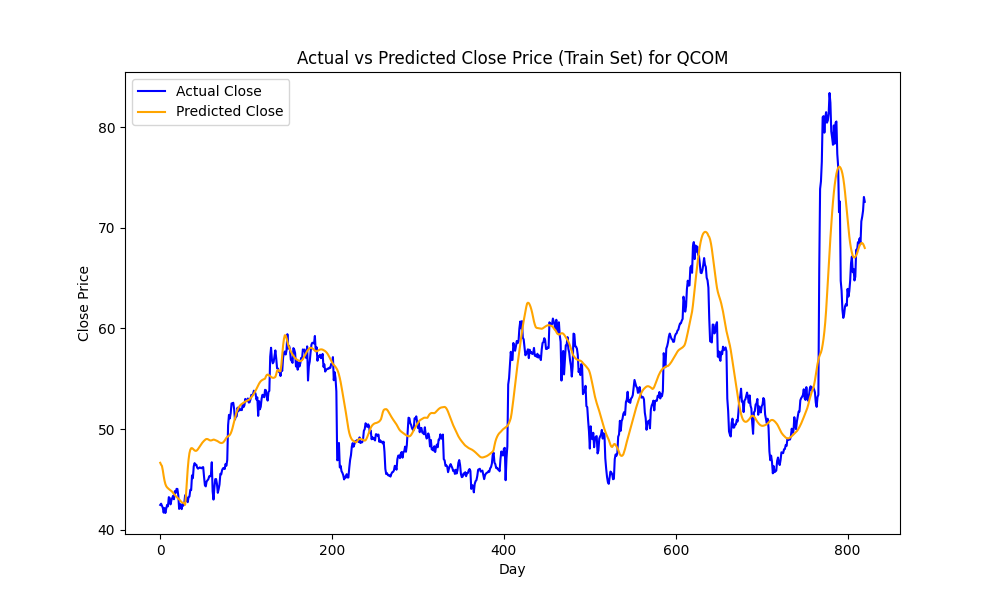 Actual vs Predicted Close Price (Train Set) for QCOM
Actual Close
Predicted Close
80
70
60
50
40
Close Price
0 200 400 600 800
Day